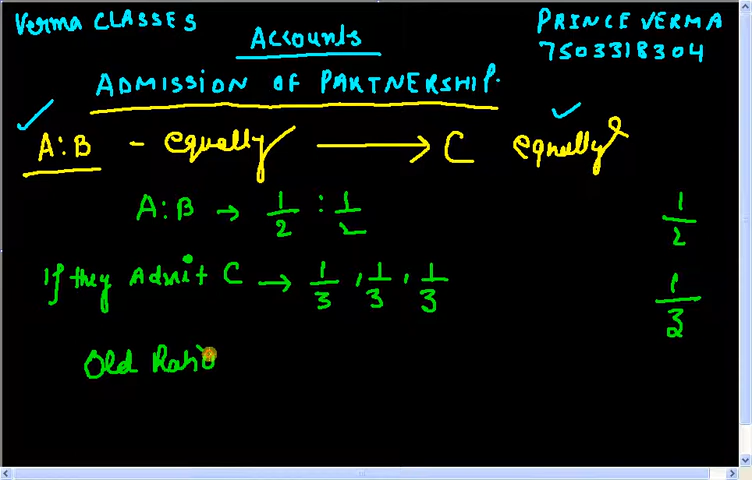 Verma CLASSES
PRINCE VERMA
7503318304
Accounts
ADMISSION OF PARTNERSHIP.
A:B - equally → C equally
A:B → 1/2 : 1/2
1/2
If they Admit C → 1/3, 1/3, 1/3
1/3
Old Ratio